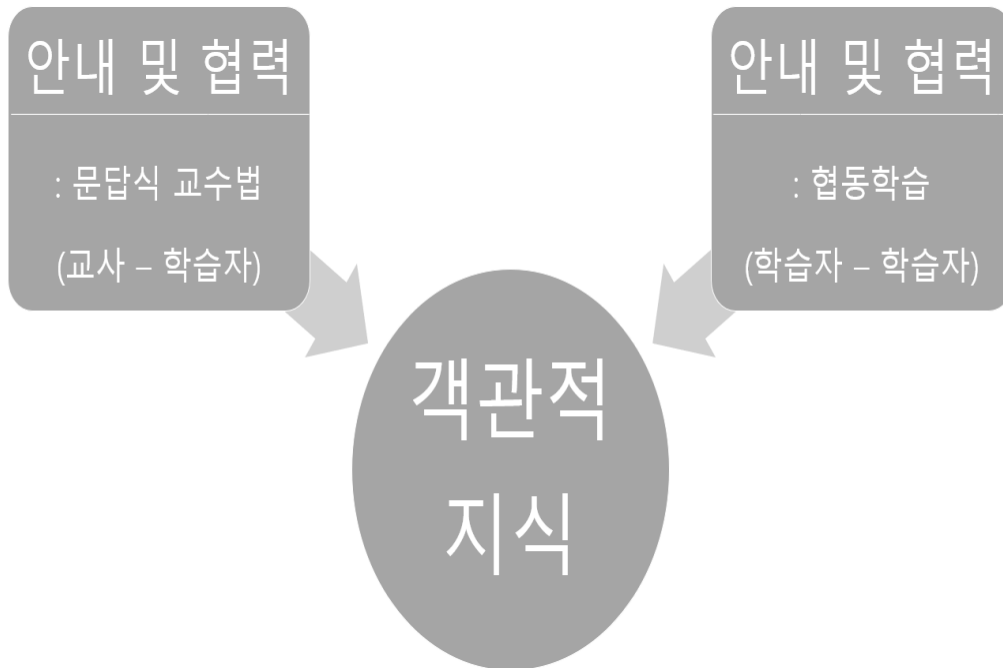 안내 및 협력
: 문답식 교수법
(교사 – 학습자)
안내 및 협력
: 협동학습
(학습자 – 학습자)
객관적
지식